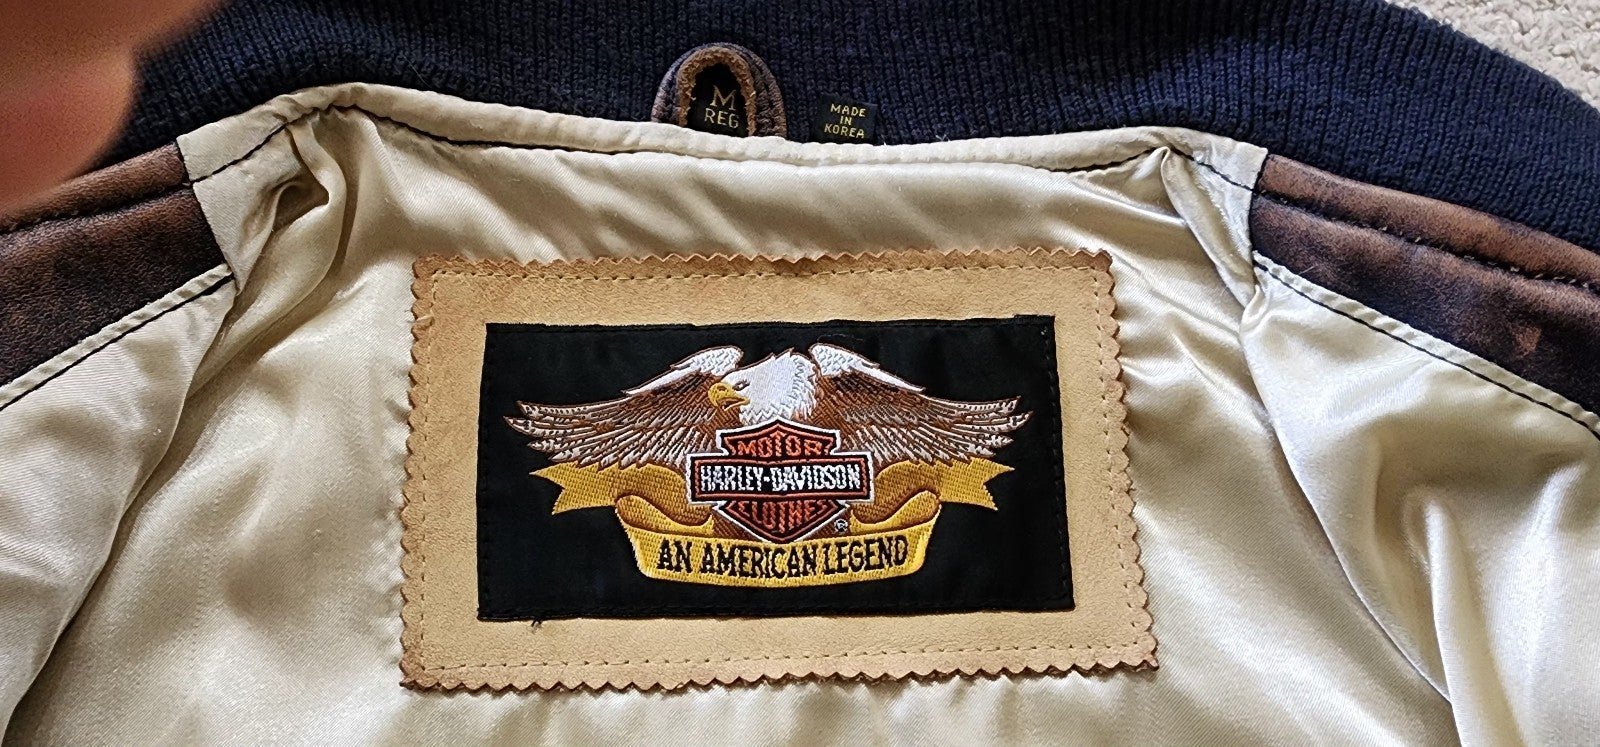 M
REG
MADE
IN
KOREA
MOTOR
HARLEY-DAVIDSON
CLOTHES
®
AN AMERICAN LEGEND